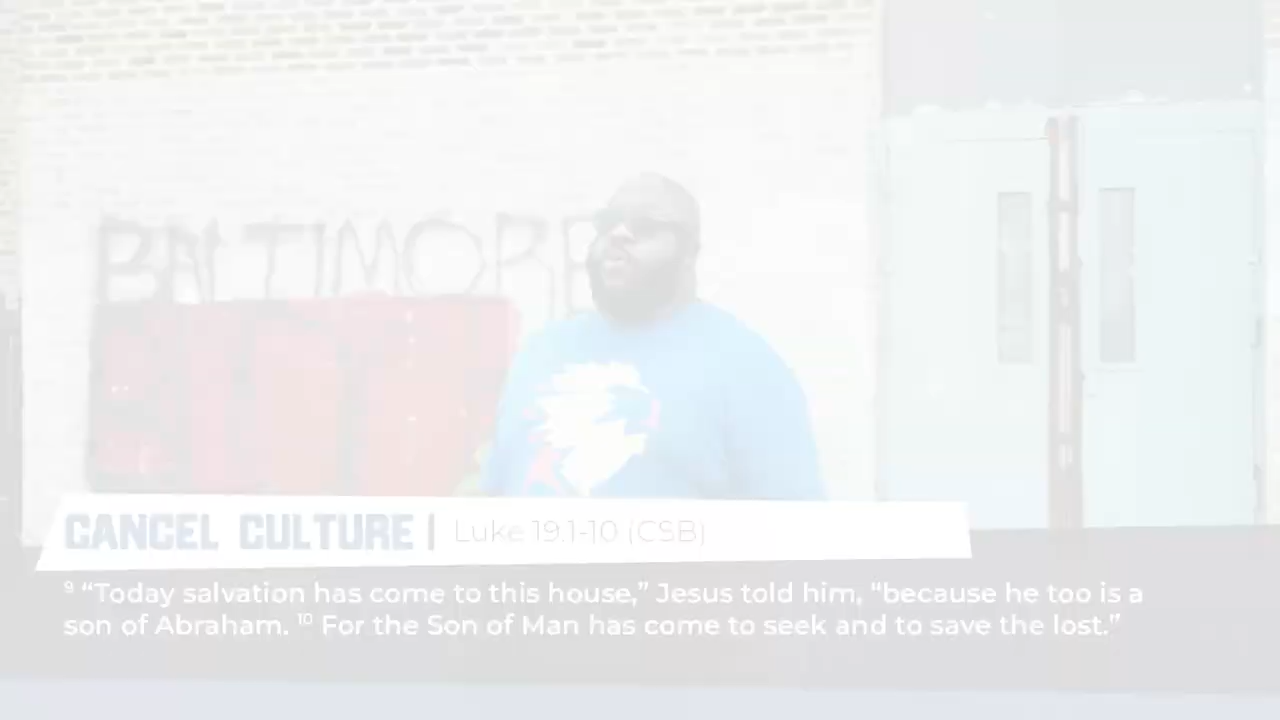 BALTIMORE
CANCEL CULTURE | Luke 19.1-10 (CSB)
9 “Today salvation has come to this house,” Jesus told him, “because he too is a
son of Abraham. 10 For the Son of Man has come to seek and to save the lost.”